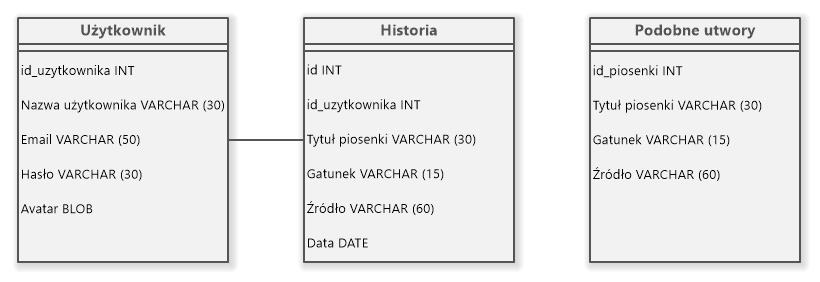 Użytkownik
id_uzytkownika INT
Nazwa użytkownika VARCHAR (30)
Email VARCHAR (50)
Hasło VARCHAR (30)
Avatar BLOB
Historia
id INT
id_uzytkownika INT
Tytuł piosenki VARCHAR (30)
Gatunek VARCHAR (15)
Źródło VARCHAR (60)
Data DATE
Podobne utwory
id_piosenki INT
Tytuł piosenki VARCHAR (30)
Gatunek VARCHAR (15)
Źródło VARCHAR (60)